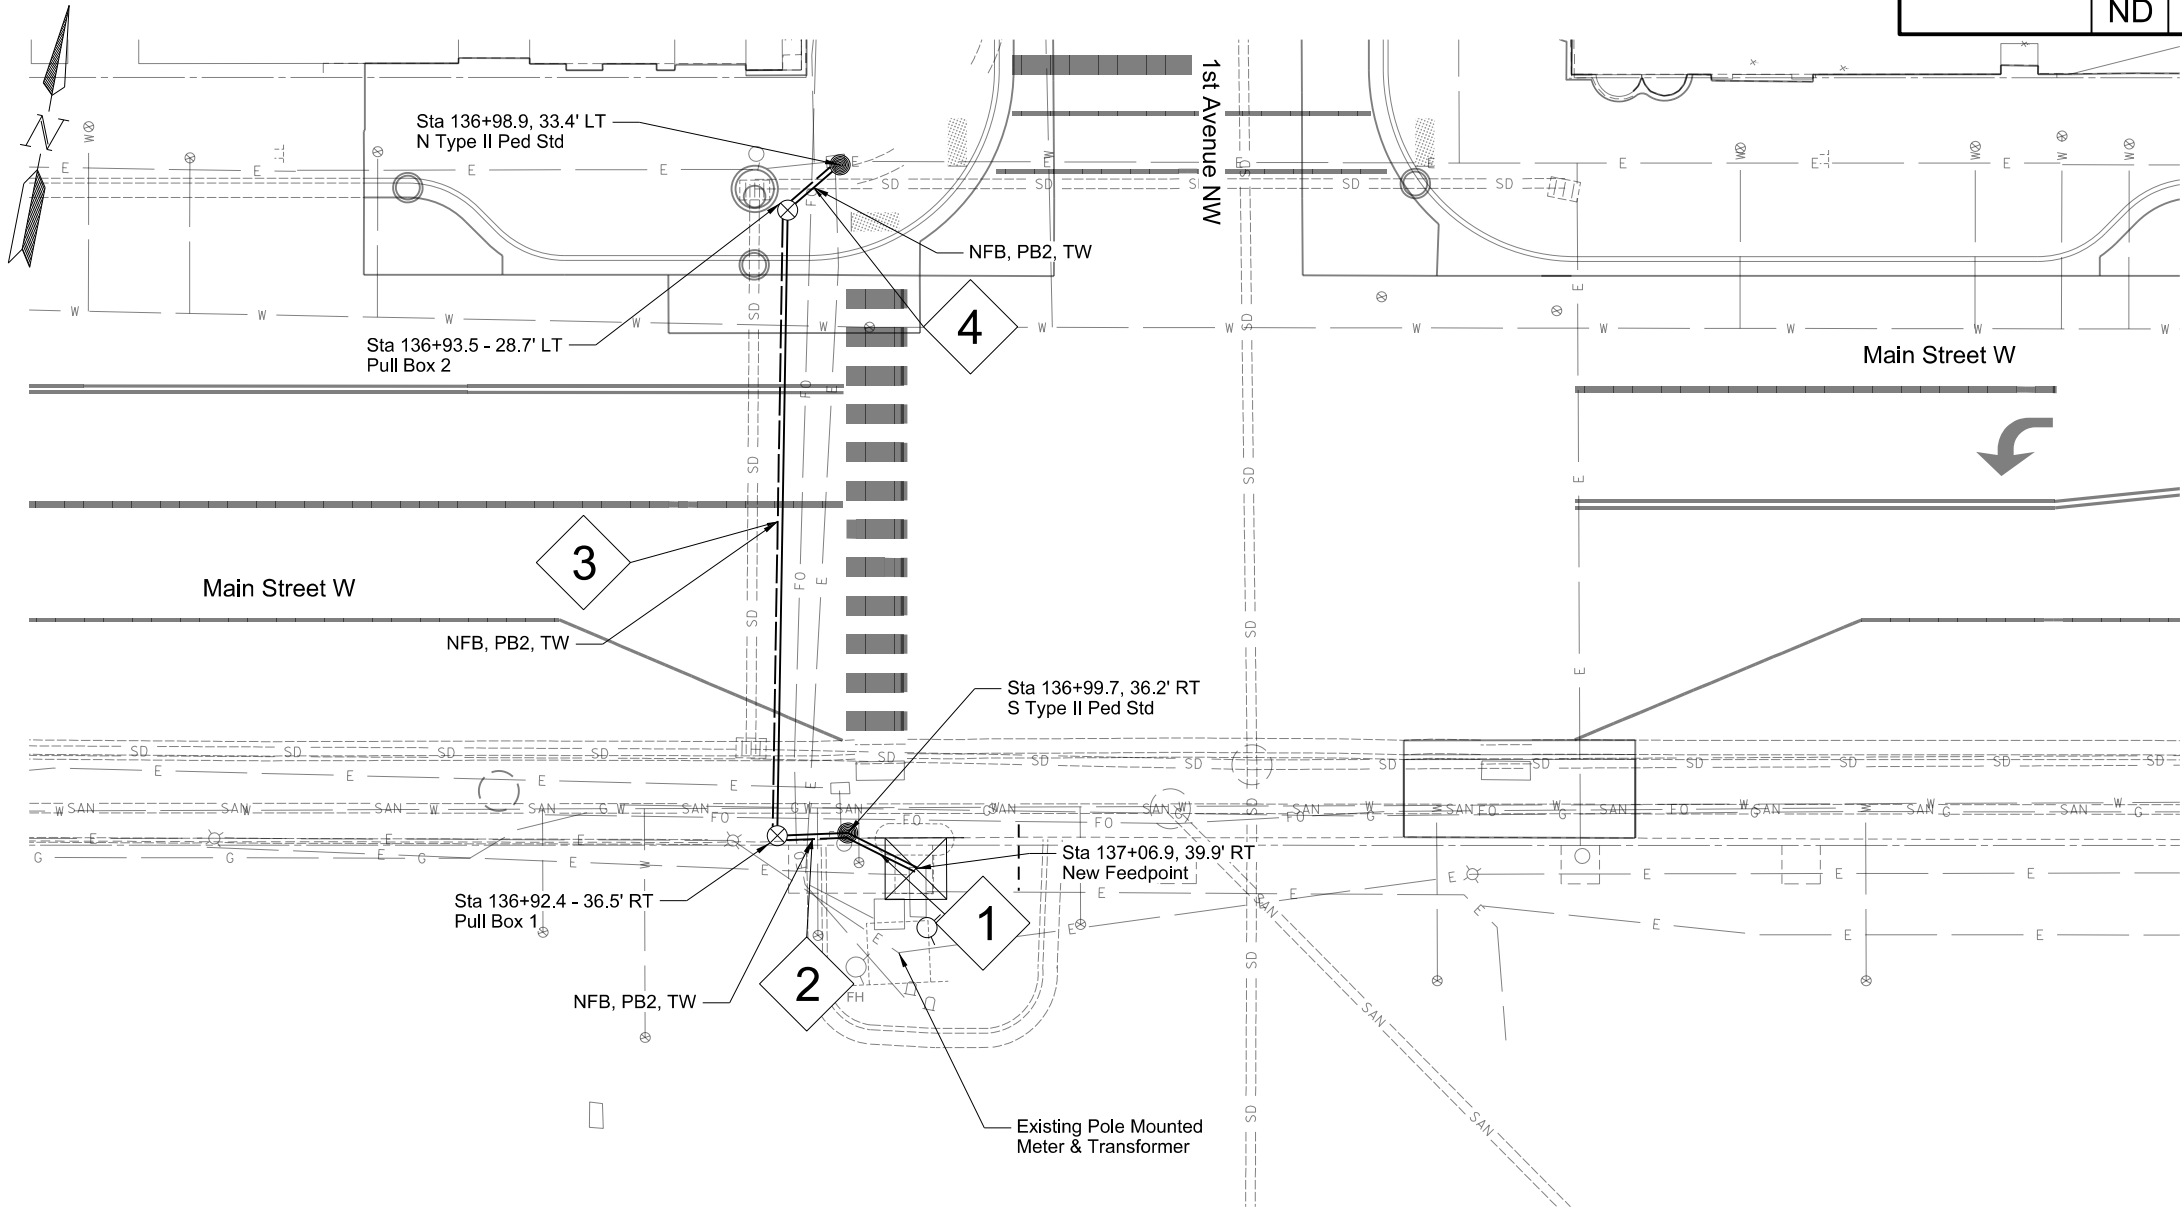 ND
1st Avenue NW
N
Sta 136+98.9, 33.4' LT
N Type II Ped Std
NFB, PB2, TW
4
Sta 136+93.5 - 28.7' LT
Pull Box 2
Main Street W
3
Main Street W
NFB, PB2, TW
Sta 136+99.7, 36.2' RT
S Type II Ped Std
Sta 137+06.9, 39.9' RT
New Feedpoint
Sta 136+92.4 - 36.5' RT
Pull Box 1
1
2
NFB, PB2, TW
FH
Existing Pole Mounted
Meter & Transformer